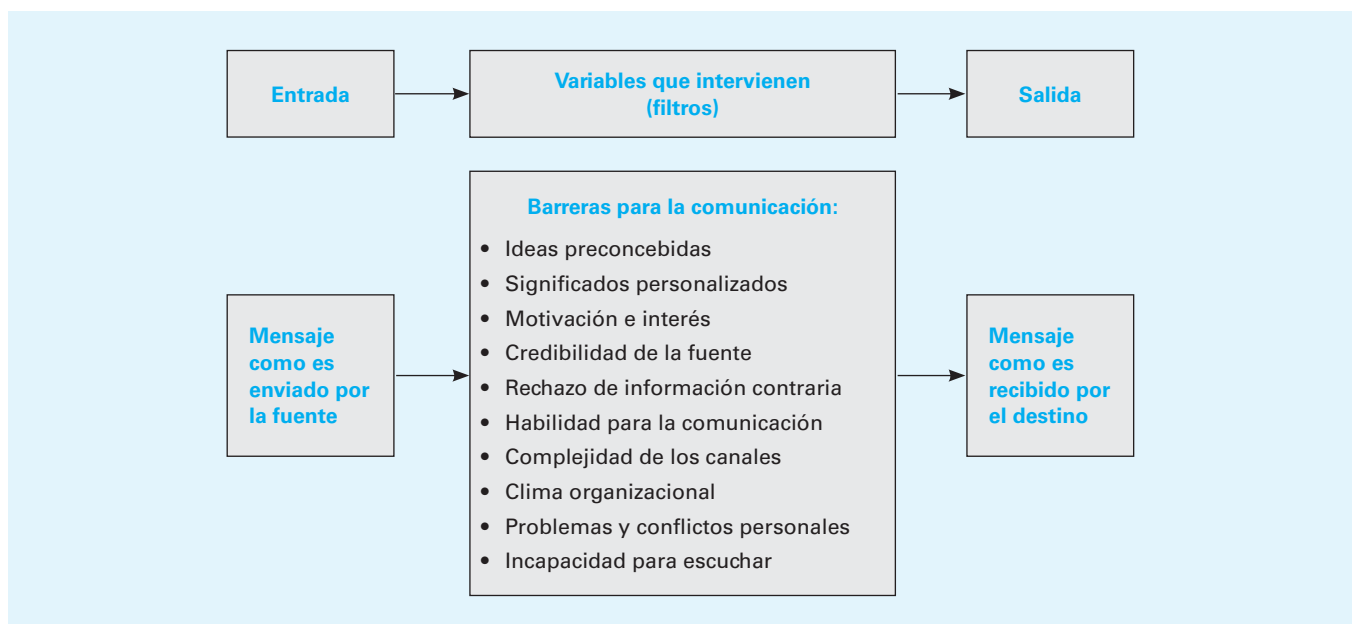 Entrada
Variables que intervienen
(filtros)
Salida
Mensaje
como es
enviado por
la fuente
Barreras para la comunicación:
• Ideas preconcebidas
• Significados personalizados
• Motivación e interés
• Credibilidad de la fuente
• Rechazo de información contraria
• Habilidad para la comunicación
• Complejidad de los canales
• Clima organizacional
• Problemas y conflictos personales
• Incapacidad para escuchar
Mensaje
como es
recibido por
el destino